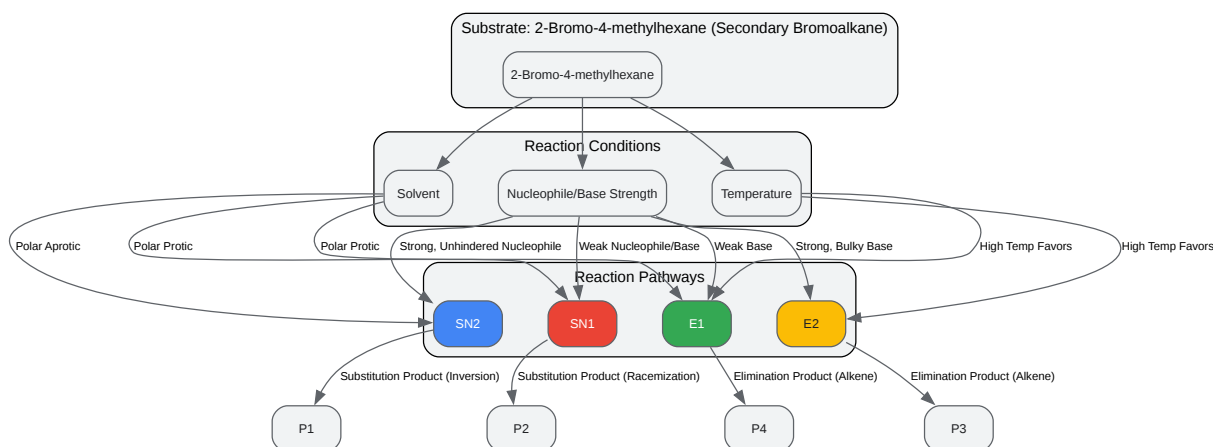 Substrate: 2-Bromo-4-methylhexane (Secondary Bromoalkane)
2-Bromo-4-methylhexane
Reaction Conditions
Solvent
Nucleophile/Base Strength
Temperature
Polar Aprotic
Polar Protic
Polar Protic
Strong, Unhindered Nucleophile
Weak Nucleophile/Base
Weak Base
Strong, Bulky Base
High Temp Favors
High Temp Favors
Reaction Pathways
SN2
SN1
E1
E2
Substitution Product (Inversion)
Substitution Product (Racemization)
Elimination Product (Alkene)
Elimination Product (Alkene)
P1
P2
P4
P3